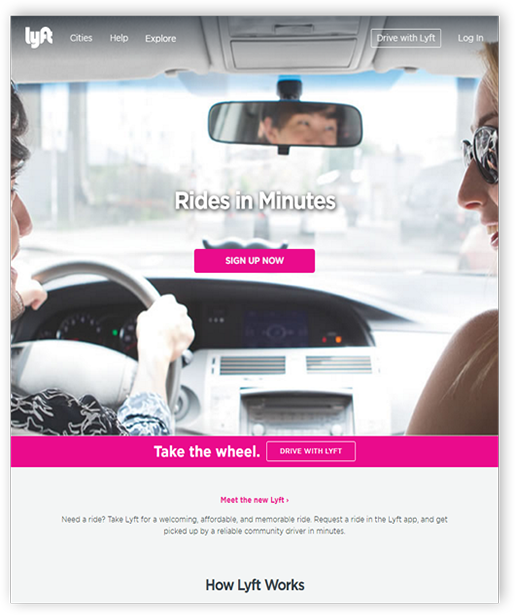 lyft
Cities Help Explore Drive with Lyft Log In
Rides in Minutes
SIGN UP NOW
Take the wheel. DRIVE WITH LYFT
Meet the new Lyft ›
Need a ride? Take Lyft for a welcoming, affordable, and memorable ride. Request a ride in the Lyft app, and get
picked up by a reliable community driver in minutes.
How Lyft Works